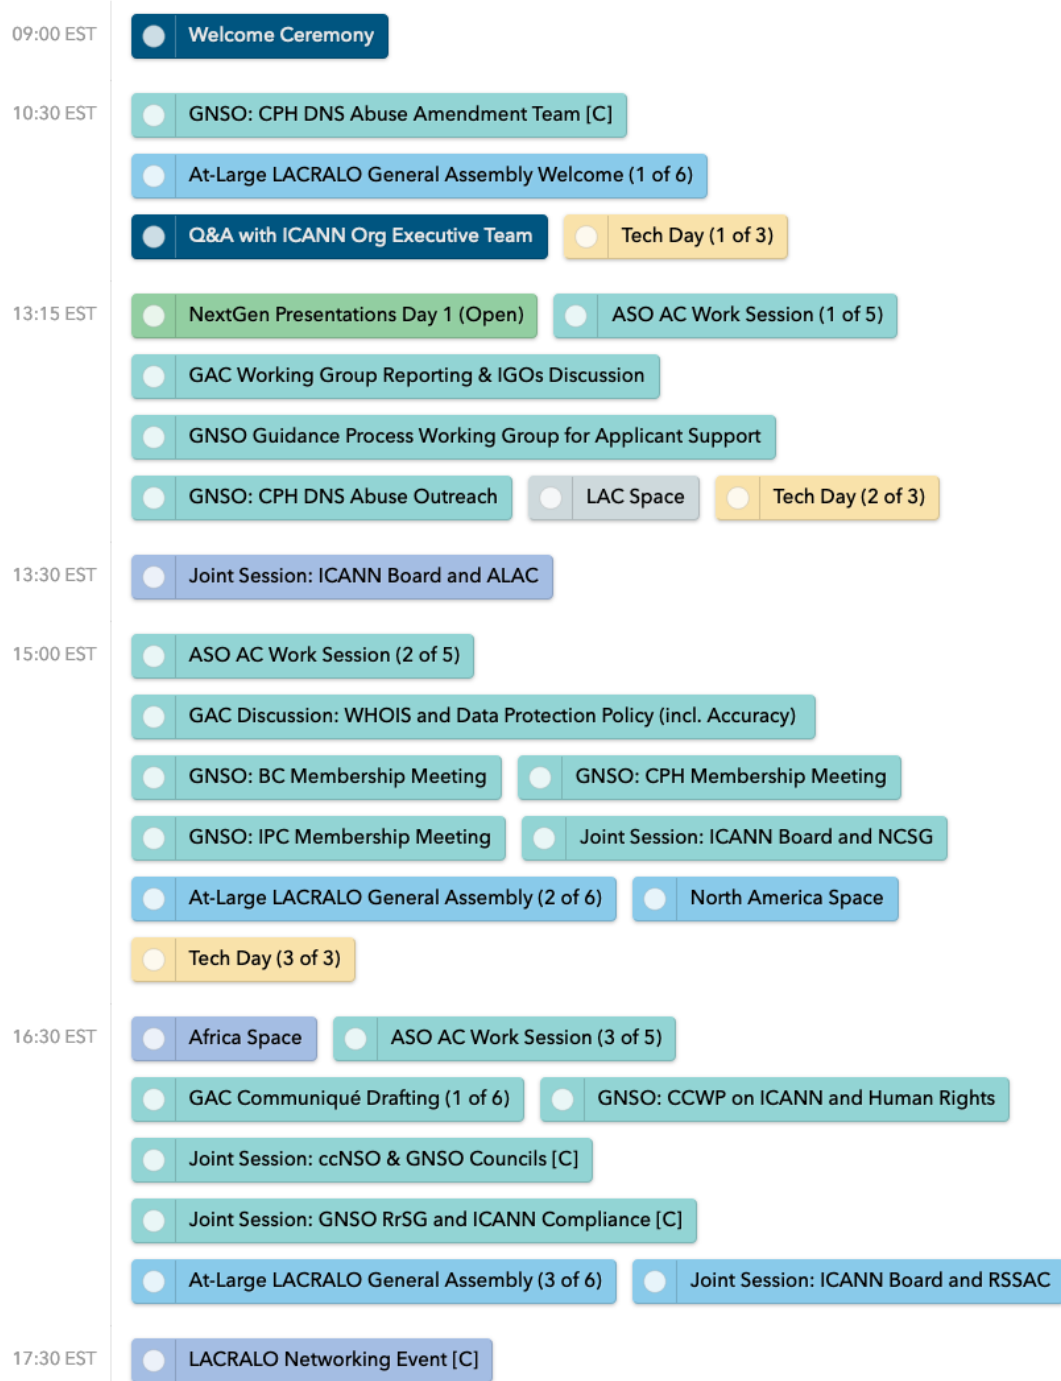 09:00 EST Welcome Ceremony
10:30 EST GNSO: CPH DNS Abuse Amendment Team [C]
At-Large LACRALO General Assembly Welcome (1 of 6)
Q&A with ICANN Org Executive Team Tech Day (1 of 3)
13:15 EST NextGen Presentations Day 1 (Open) ASO AC Work Session (1 of 5)
GAC Working Group Reporting & IGOs Discussion
GNSO Guidance Process Working Group for Applicant Support
GNSO: CPH DNS Abuse Outreach LAC Space Tech Day (2 of 3)
13:30 EST Joint Session: ICANN Board and ALAC
15:00 EST ASO AC Work Session (2 of 5)
GAC Discussion: WHOIS and Data Protection Policy (incl. Accuracy)
GNSO: BC Membership Meeting GNSO: CPH Membership Meeting
GNSO: IPC Membership Meeting Joint Session: ICANN Board and NCSG
At-Large LACRALO General Assembly (2 of 6) North America Space
Tech Day (3 of 3)
16:30 EST Africa Space ASO AC Work Session (3 of 5)
GAC Communiqué Drafting (1 of 6) GNSO: CCWP on ICANN and Human Rights
Joint Session: ccNSO & GNSO Councils [C]
Joint Session: GNSO RrSG and ICANN Compliance [C]
At-Large LACRALO General Assembly (3 of 6) Joint Session: ICANN Board and RSSAC
17:30 EST LACRALO Networking Event [C]